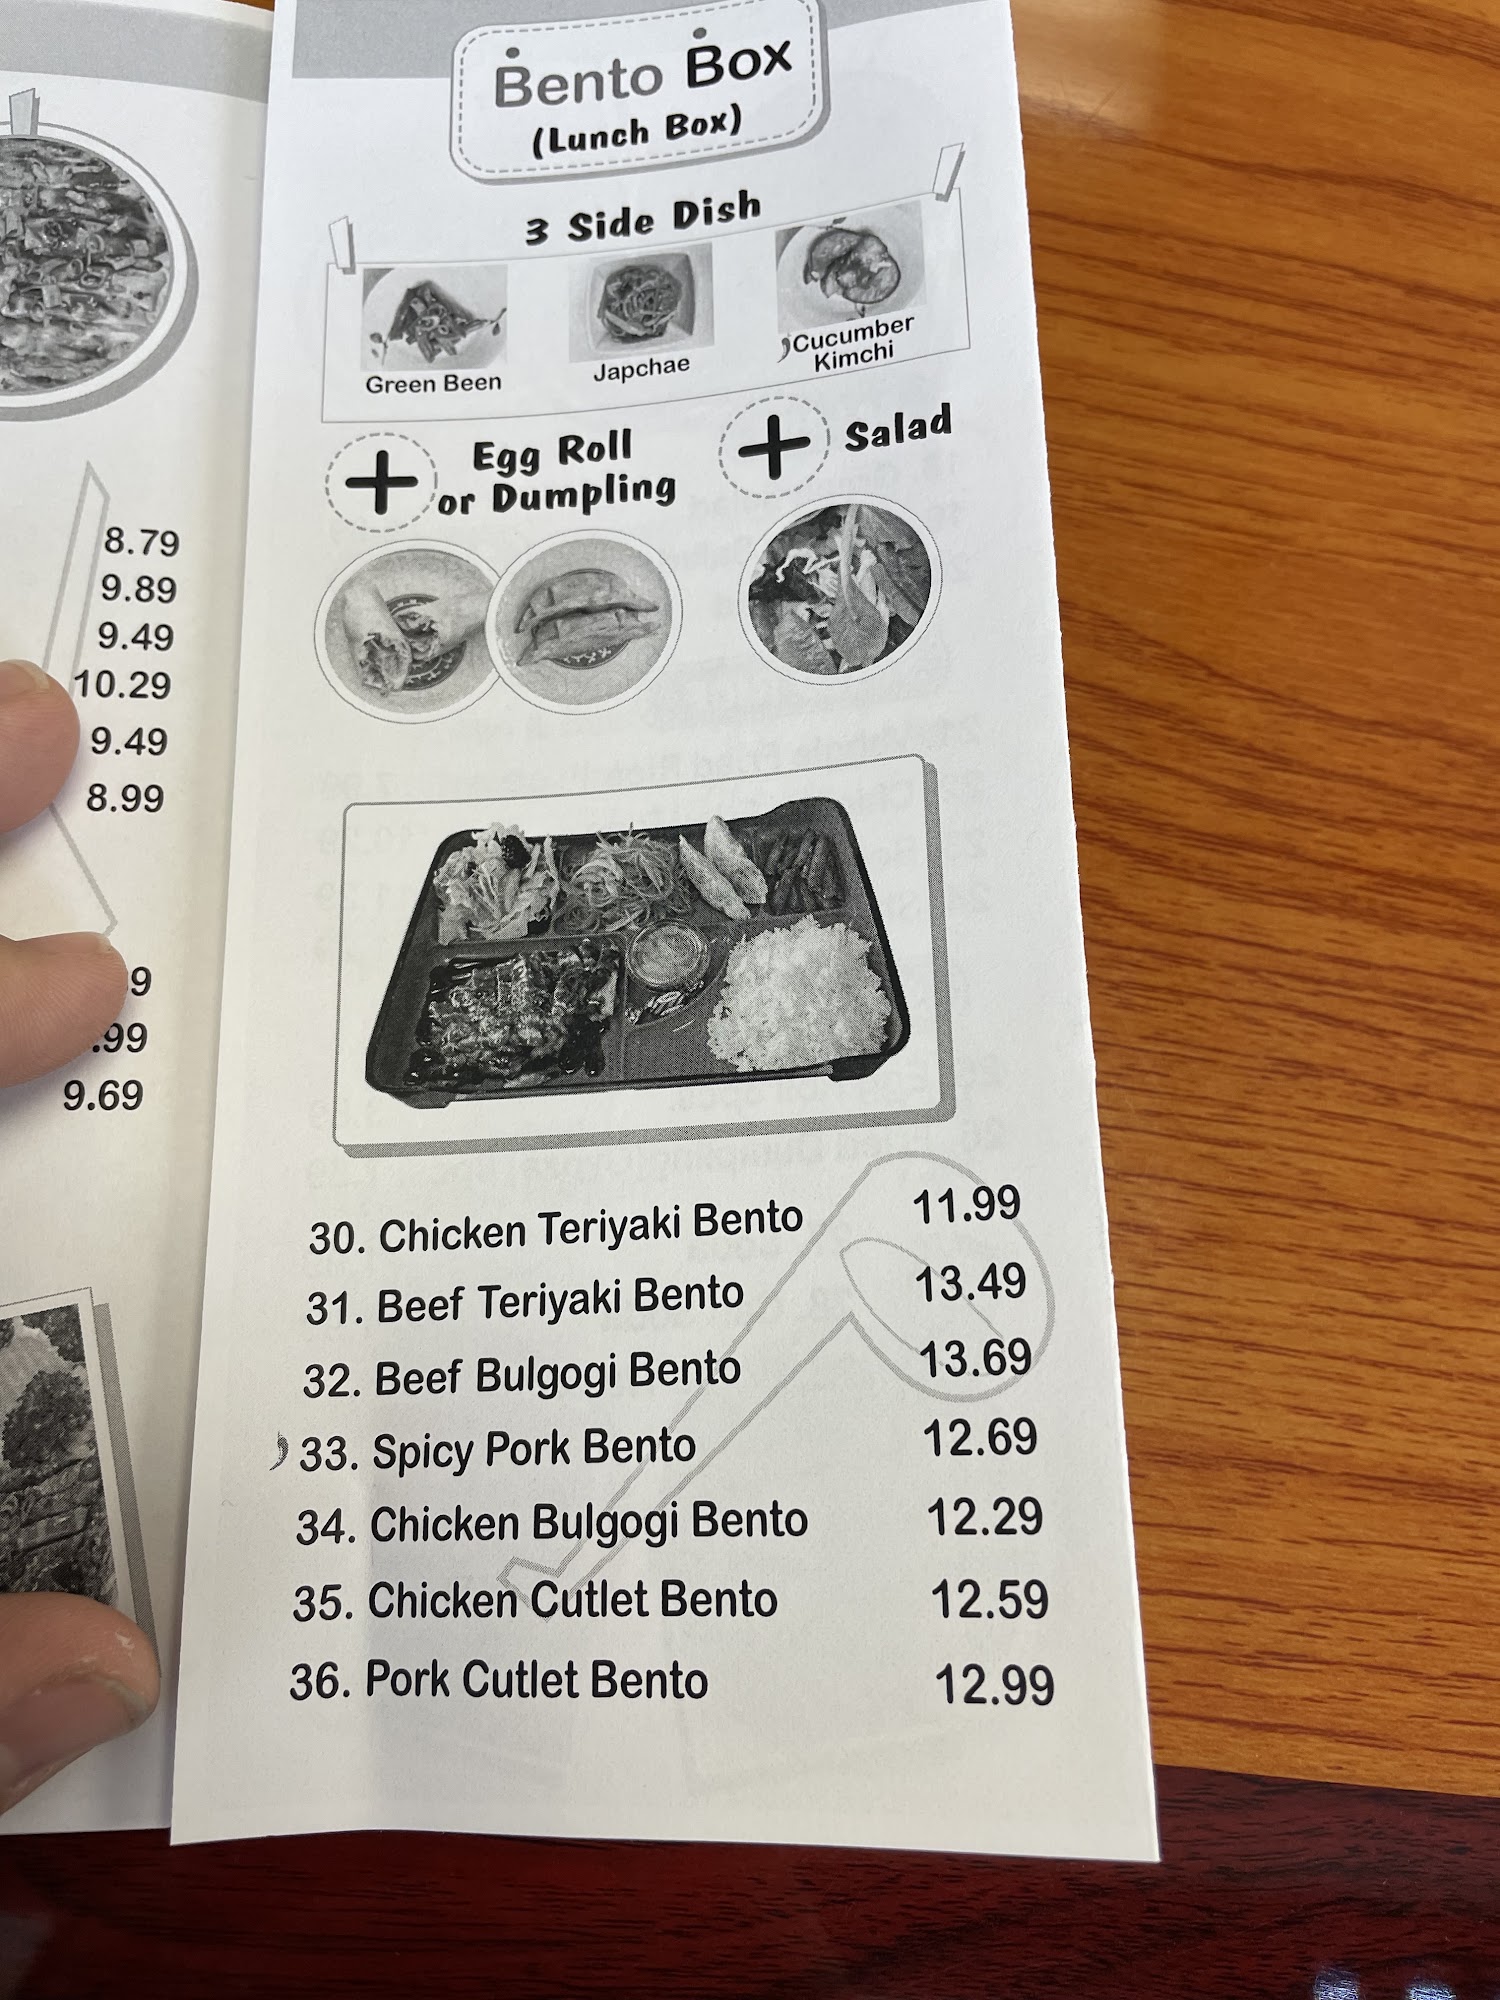 Bento Box
(Lunch Box)
3 Side Dish
Green Been
Japchae
Cucumber
Kimchi
+ Egg Roll
or Dumpling
+ Salad
8.79
9.89
9.49
10.29
9.49
8.99
9
.99
9.69
30. Chicken Teriyaki Bento 11.99
31. Beef Teriyaki Bento 13.49
32. Beef Bulgogi Bento 13.69
33. Spicy Pork Bento 12.69
34. Chicken Bulgogi Bento 12.29
35. Chicken Cutlet Bento 12.59
36. Pork Cutlet Bento 12.99